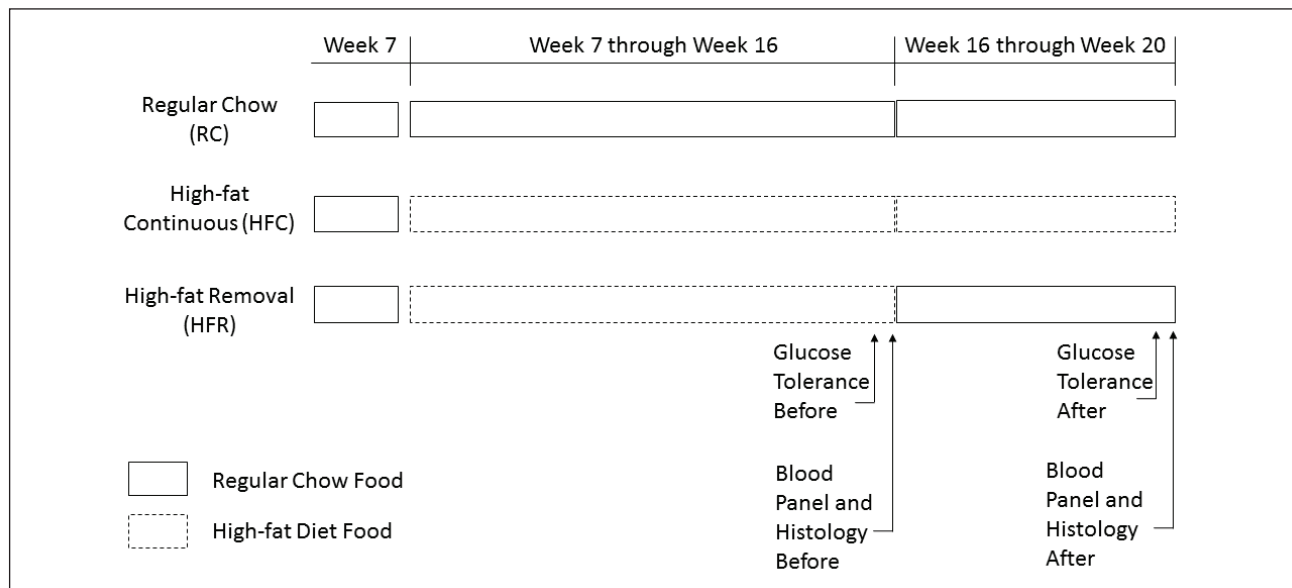 Week 7
Week 7 through Week 16
Week 16 through Week 20
Regular Chow
(RC)
High-fat
Continuous (HFC)
High-fat Removal
(HFR)
Glucose
Tolerance
Before
Glucose
Tolerance
After
Blood
Panel and
Histology
Before
Blood
Panel and
Histology
After
Regular Chow Food
High-fat Diet Food